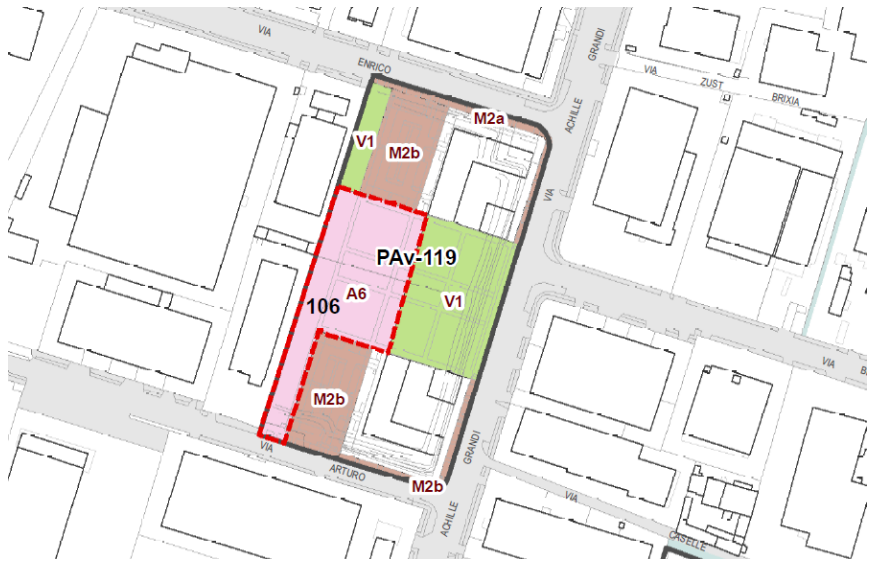 VIA
ENRICO
GRANDI
ACHILLE
VIA
VIA
ZUST
BRIXIA
M2a
V1
M2b
PAv-119
A6
V1
106
M2b
M2b
VIA
ARTURO
GRANDI
ACHILLE
VIA
VIA
CASELLE